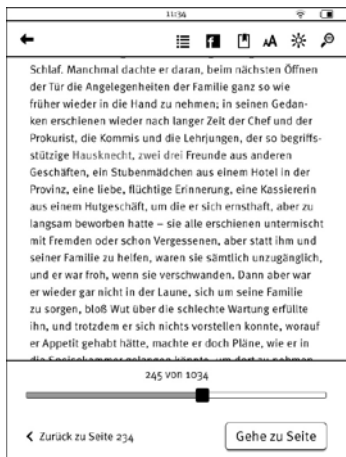 11:34
Schlaf. Manchmal dachte er daran, beim nächsten Öffnen
der Tür die Angelegenheiten der Familie ganz so wie
früher wieder in die Hand zu nehmen; in seinen Gedan-
ken erschienen wieder nach langer Zeit der Chef und der
Prokurist, die Kommis und die Lehrjungen, der so begriffs-
stützige Hausknecht, zwei drei Freunde aus anderen
Geschäften, ein Stubenmädchen aus einem Hotel in der
Provinz, eine liebe, flüchtige Erinnerung, eine Kassiererin
aus einem Hutgeschäft, um die er sich ernsthaft, aber zu
langsam beworben hatte – sie alle erschienen untermischt
mit Fremden oder schon Vergessenen, aber statt ihm und
seiner Familie zu helfen, waren sie sämtlich unzugänglich,
und er war froh, wenn sie verschwanden. Dann aber war
er wieder gar nicht in der Laune, sich um seine Familie
zu sorgen, bloß Wut über die schlechte Wartung erfüllte
ihn, und trotzdem er sich nichts vorstellen konnte, worauf
er Appetit gehabt hätte, machte er doch Pläne, wie er in
die Speisekammer gelangen könnte, um dort zu nehmen
245 von 1034
Zurück zu Seite 234
Gehe zu Seite